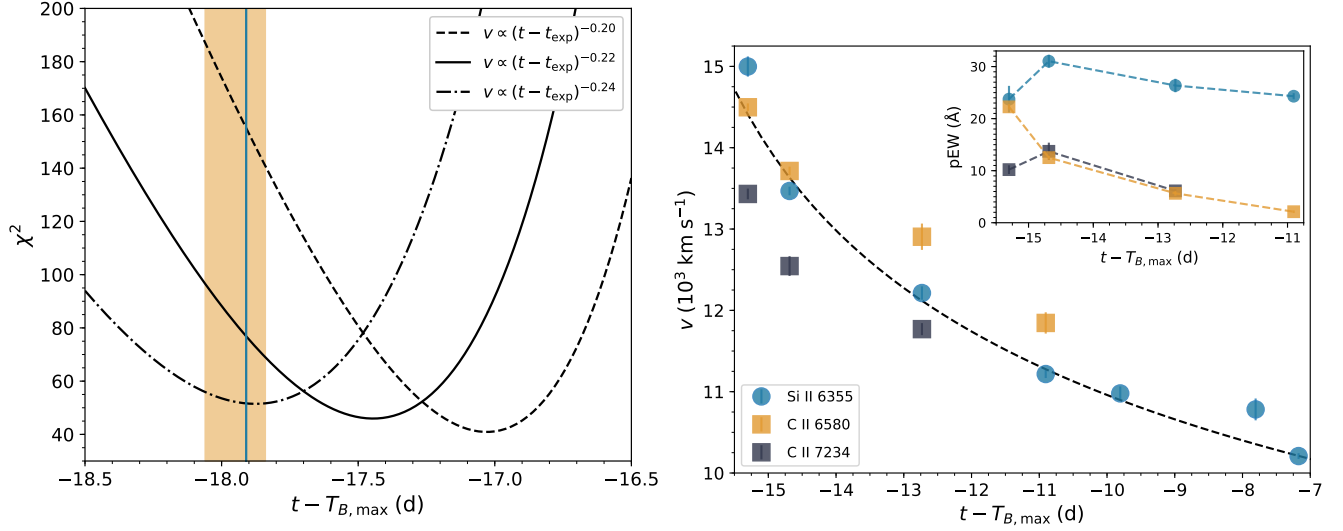 200
180
160
140
120
100
80
60
40
χ²
v ∝ (t − t_exp)^−0.20
v ∝ (t − t_exp)^−0.22
v ∝ (t − t_exp)^−0.24
−18.5 −18.0 −17.5 −17.0 −16.5
t − T_B, max (d)
15
14
13
12
11
10
v (10³ km s⁻¹)
Si II 6355
C II 6580
C II 7234
−15 −14 −13 −12 −11 −10 −9 −8 −7
t − T_B, max (d)
30
20
10
0
pEW (Å)
−15 −14 −13 −12 −11
t − T_B, max (d)